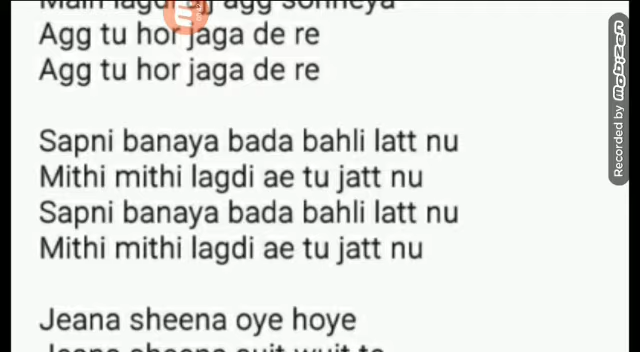 Agg tu hor jaga de re
Agg tu hor jaga de re
Sapni banaya bada bahli latt nu
Mithi mithi lagdi ae tu jatt nu
Sapni banaya bada bahli latt nu
Mithi mithi lagdi ae tu jatt nu
Jeana sheena oye hoye
Recorded by mobizen